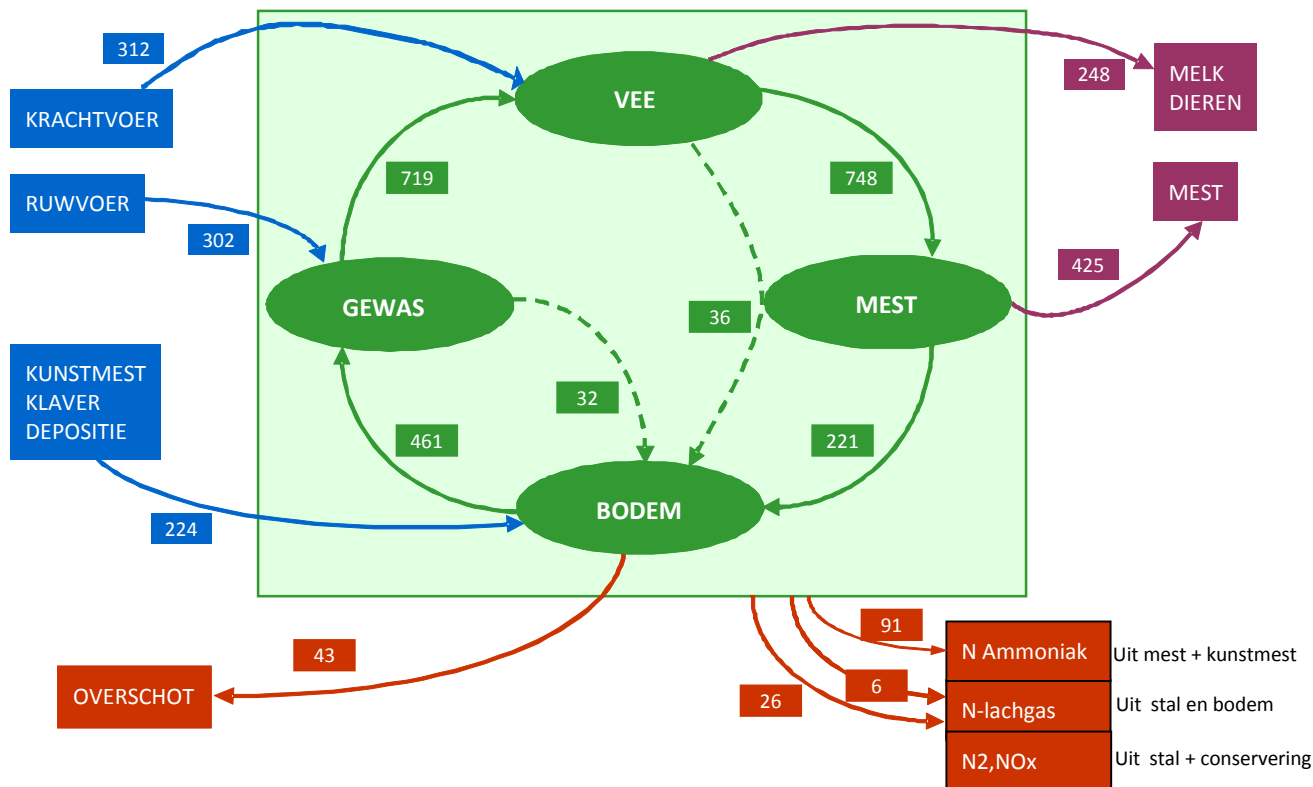 312
VEE
248
MELK
DIEREN
KRACHTVOER
719
748
RUWVOER
MEST
302
425
GEWAS
MEST
36
KUNSTMEST
KLAVER
DEPOSITIE
32
461
221
BODEM
224
91
43
N Ammoniak
Uit mest + kunstmest
6
OVERSCHOT
26
N-lachgas
Uit stal en bodem
N2,NOx
Uit stal + conservering